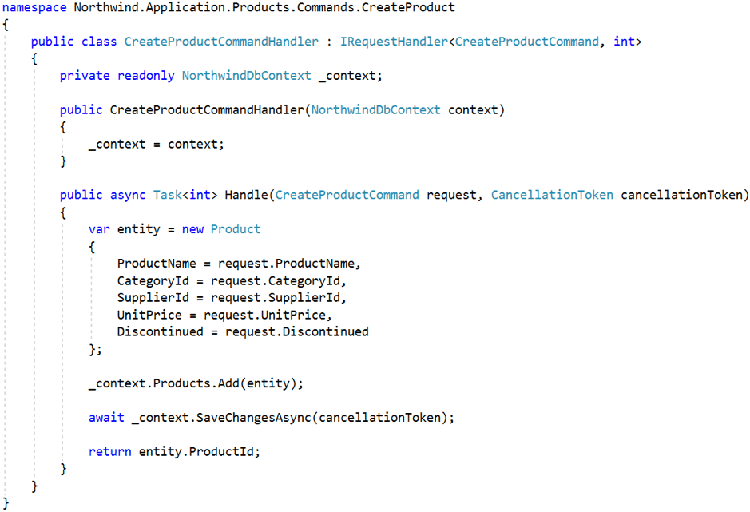 namespace Northwind.Application.Products.Commands.CreateProduct
{
    public class CreateProductCommandHandler : IRequestHandler<CreateProductCommand, int>
    {
        private readonly NorthwindDbContext _context;

        public CreateProductCommandHandler(NorthwindDbContext context)
        {
            _context = context;
        }

        public async Task<int> Handle(CreateProductCommand request, CancellationToken cancellationToken)
        {
            var entity = new Product
            {
                ProductName = request.ProductName,
                CategoryId = request.CategoryId,
                SupplierId = request.SupplierId,
                UnitPrice = request.UnitPrice,
                Discontinued = request.Discontinued
            };

            _context.Products.Add(entity);

            await _context.SaveChangesAsync(cancellationToken);

            return entity.ProductId;
        }
    }
}